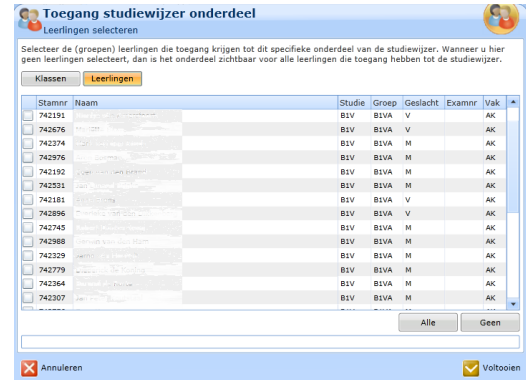 Toegang studiewijzer onderdeel
Leerlingen selecteren
Selecteer de (groepen) leerlingen die toegang krijgen tot dit specifieke onderdeel van de studiewijzer. Wanneer u hier
geen leerlingen selecteert, dan is het onderdeel zichtbaar voor alle leerlingen die toegang hebben tot de studiewijzer.
Klassen Leerlingen
Stamnr Naam Studie Groep Geslacht Examnr Vak
742191 B1V B1VA V AK
742676 B1V B1VA V AK
742374 B1V B1VA M AK
742976 B1V B1VA M AK
742192 B1V B1VA M AK
742531 B1V B1VA M AK
742181 B1V B1VA V AK
742896 B1V B1VA V AK
742745 B1V B1VA M AK
742988 B1V B1VA M AK
742329 B1V B1VA M AK
742779 B1V B1VA M AK
742364 B1V B1VA M AK
742307 B1V B1VA M AK
Alle Geen
Annuleren Voltooien